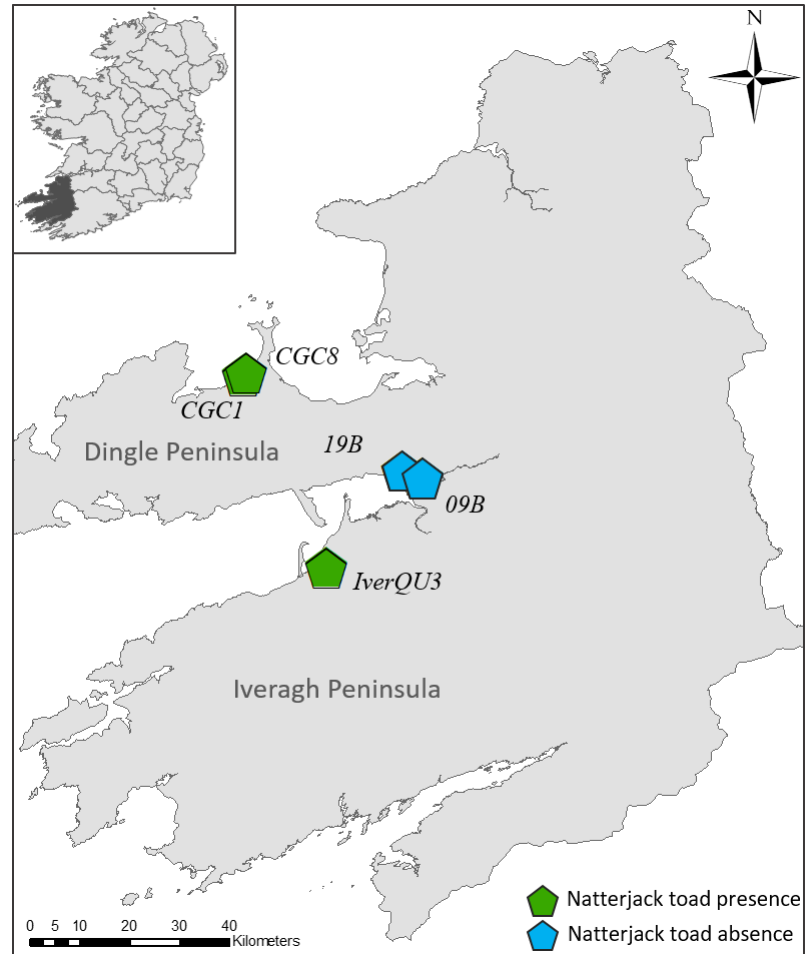 N
CGC8
CGC1
19B
Dingle Peninsula
09B
IverQU3
Iveragh Peninsula
Natterjack toad presence
Natterjack toad absence
0 5 10 20 30 40
Kilometers